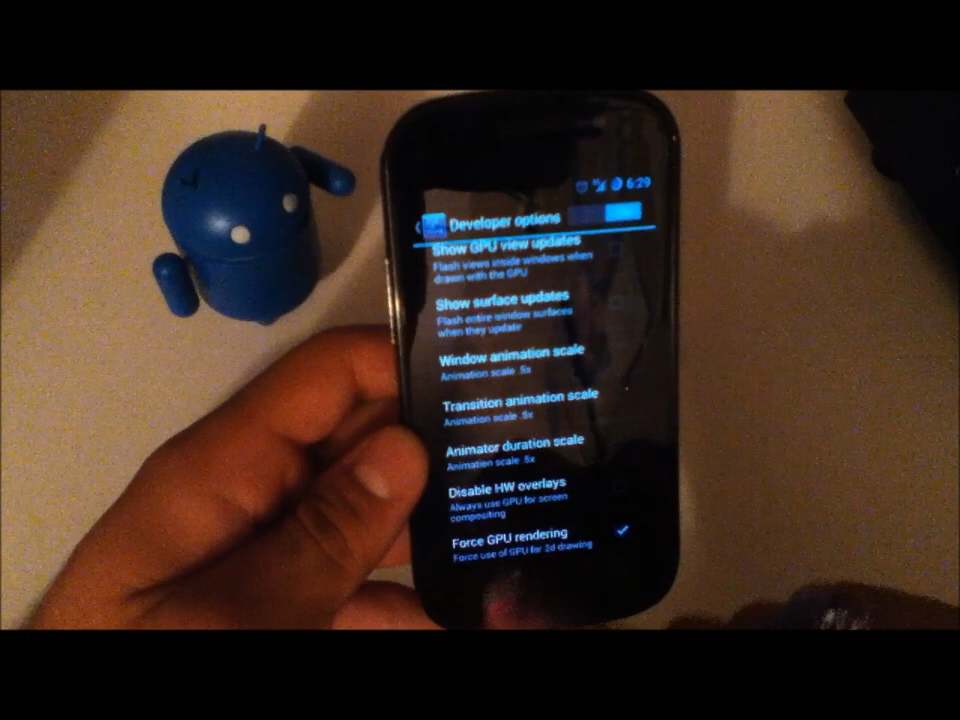 6:29
Developer options
Show GPU view updates
Flash views inside windows when
drawn with the GPU
Show surface updates
Flash entire window surfaces
when they update
Window animation scale
Animation scale .5x
Transition animation scale
Animation scale .5x
Animator duration scale
Animation scale .5x
Disable HW overlays
Always use GPU for screen
compositing
Force GPU rendering
Force use of GPU for 2d drawing